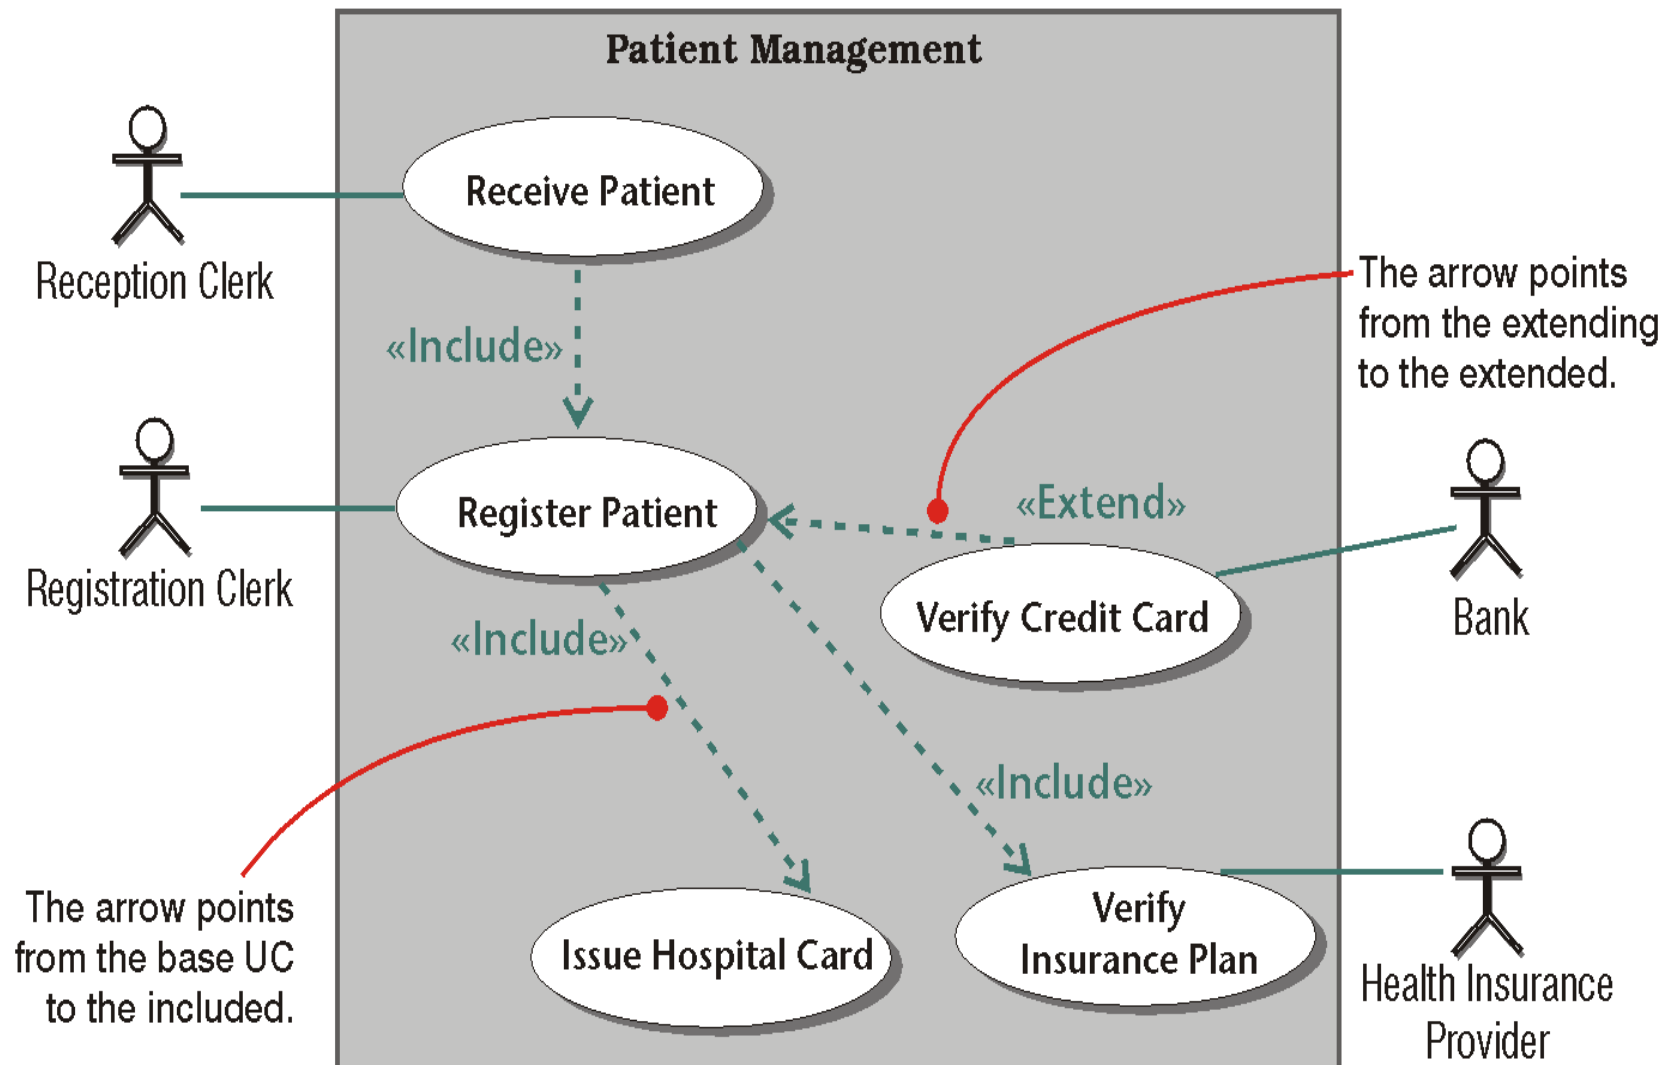 Patient Management
Receive Patient
Reception Clerk
«Include»
The arrow points
from the extending
to the extended.
Register Patient
«Extend»
Registration Clerk
Verify Credit Card
Bank
«Include»
«Include»
The arrow points
from the base UC
to the included.
Issue Hospital Card
Verify
Insurance Plan
Health Insurance
Provider